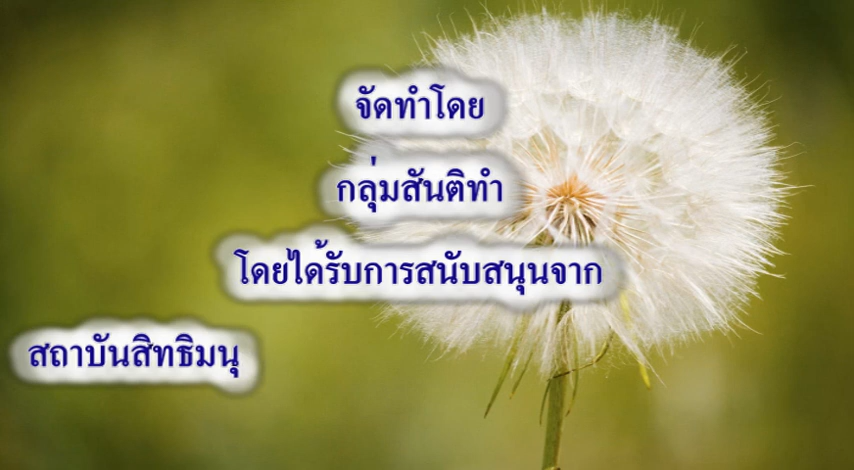 จัดทำโดย
กลุ่มสันติทำ
โดยได้รับการสนับสนุนจาก
สถาบันสิทธิมนุ